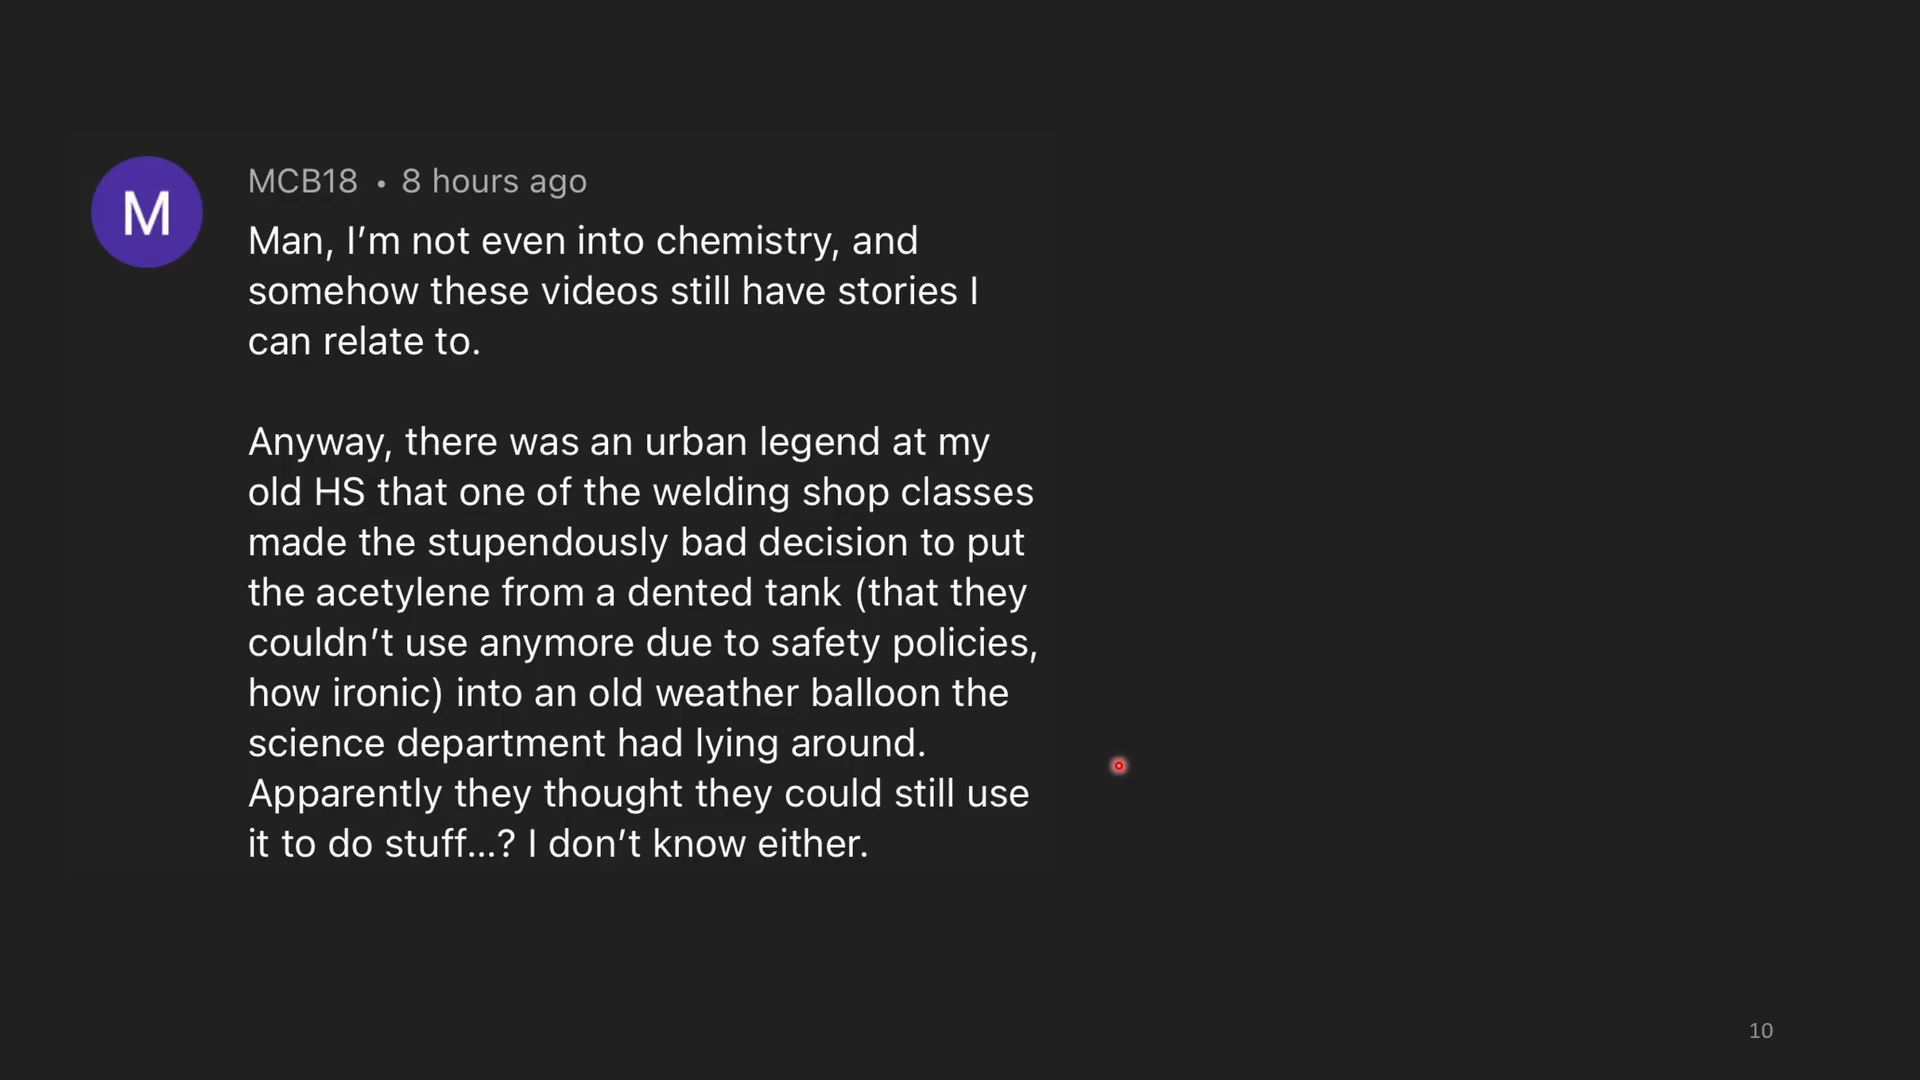 M
MCB18 • 8 hours ago
Man, I’m not even into chemistry, and
somehow these videos still have stories I
can relate to.
Anyway, there was an urban legend at my
old HS that one of the welding shop classes
made the stupendously bad decision to put
the acetylene from a dented tank (that they
couldn’t use anymore due to safety policies,
how ironic) into an old weather balloon the
science department had lying around.
Apparently they thought they could still use
it to do stuff...? I don’t know either.
10